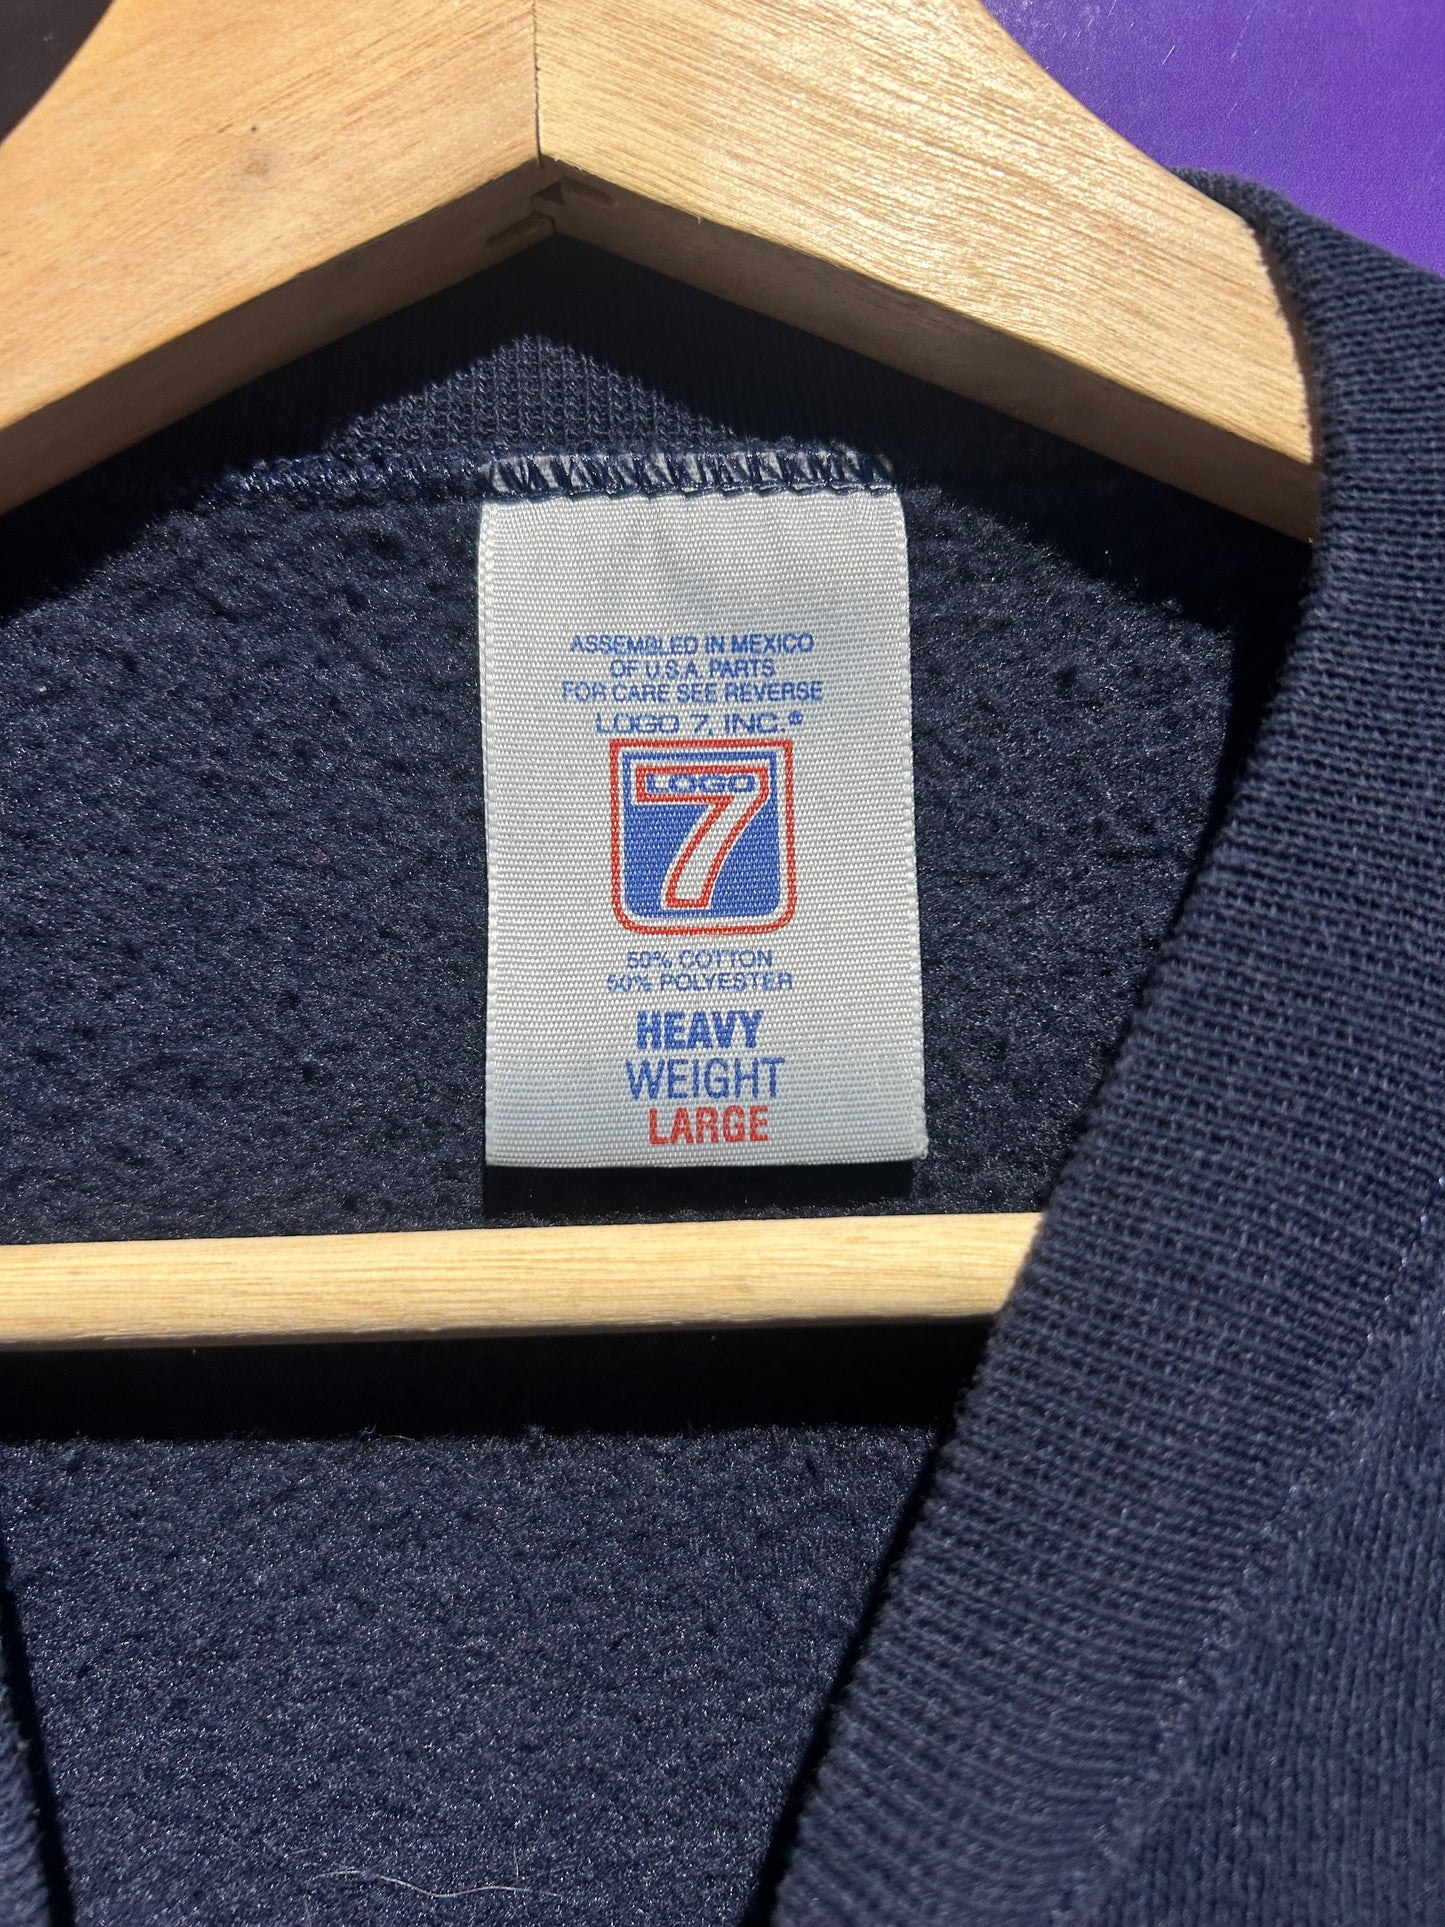 ASSEMBLED IN MEXICO
OF U.S.A. PARTS
FOR CARE SEE REVERSE
LOGO 7, INC.®
LOGO
7
50% COTTON
50% POLYESTER
HEAVY
WEIGHT
LARGE